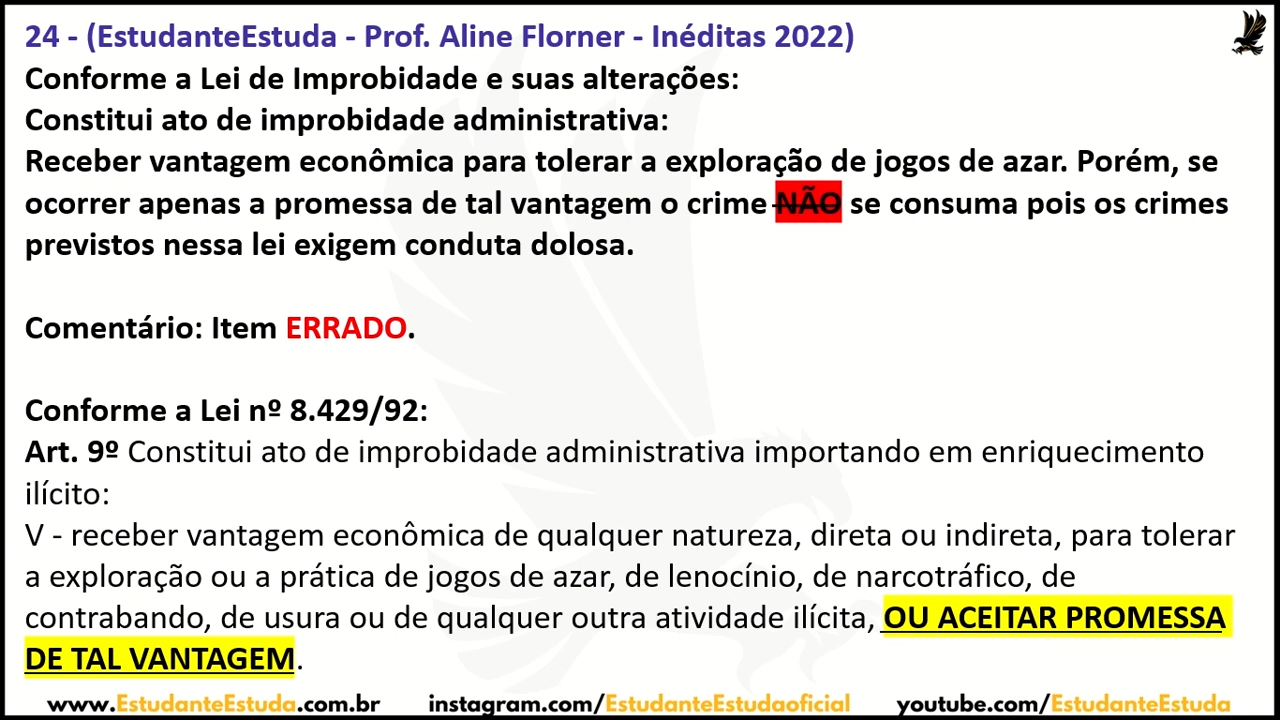 24 - (EstudanteEstuda - Prof. Aline Florner - Inéditas 2022)
Conforme a Lei de Improbidade e suas alterações:
Constitui ato de improbidade administrativa:
Receber vantagem econômica para tolerar a exploração de jogos de azar. Porém, se
ocorrer apenas a promessa de tal vantagem o crime NÃO se consuma pois os crimes
previstos nessa lei exigem conduta dolosa.
Comentário: Item ERRADO.
Conforme a Lei nº 8.429/92:
Art. 9º Constitui ato de improbidade administrativa importando em enriquecimento
ilícito:
V - receber vantagem econômica de qualquer natureza, direta ou indireta, para tolerar
a exploração ou a prática de jogos de azar, de lenocínio, de narcotráfico, de
contrabando, de usura ou de qualquer outra atividade ilícita, OU ACEITAR PROMESSA
DE TAL VANTAGEM.
www.EstudanteEstuda.com.br instagram.com/EstudanteEstudaoficial youtube.com/EstudanteEstuda